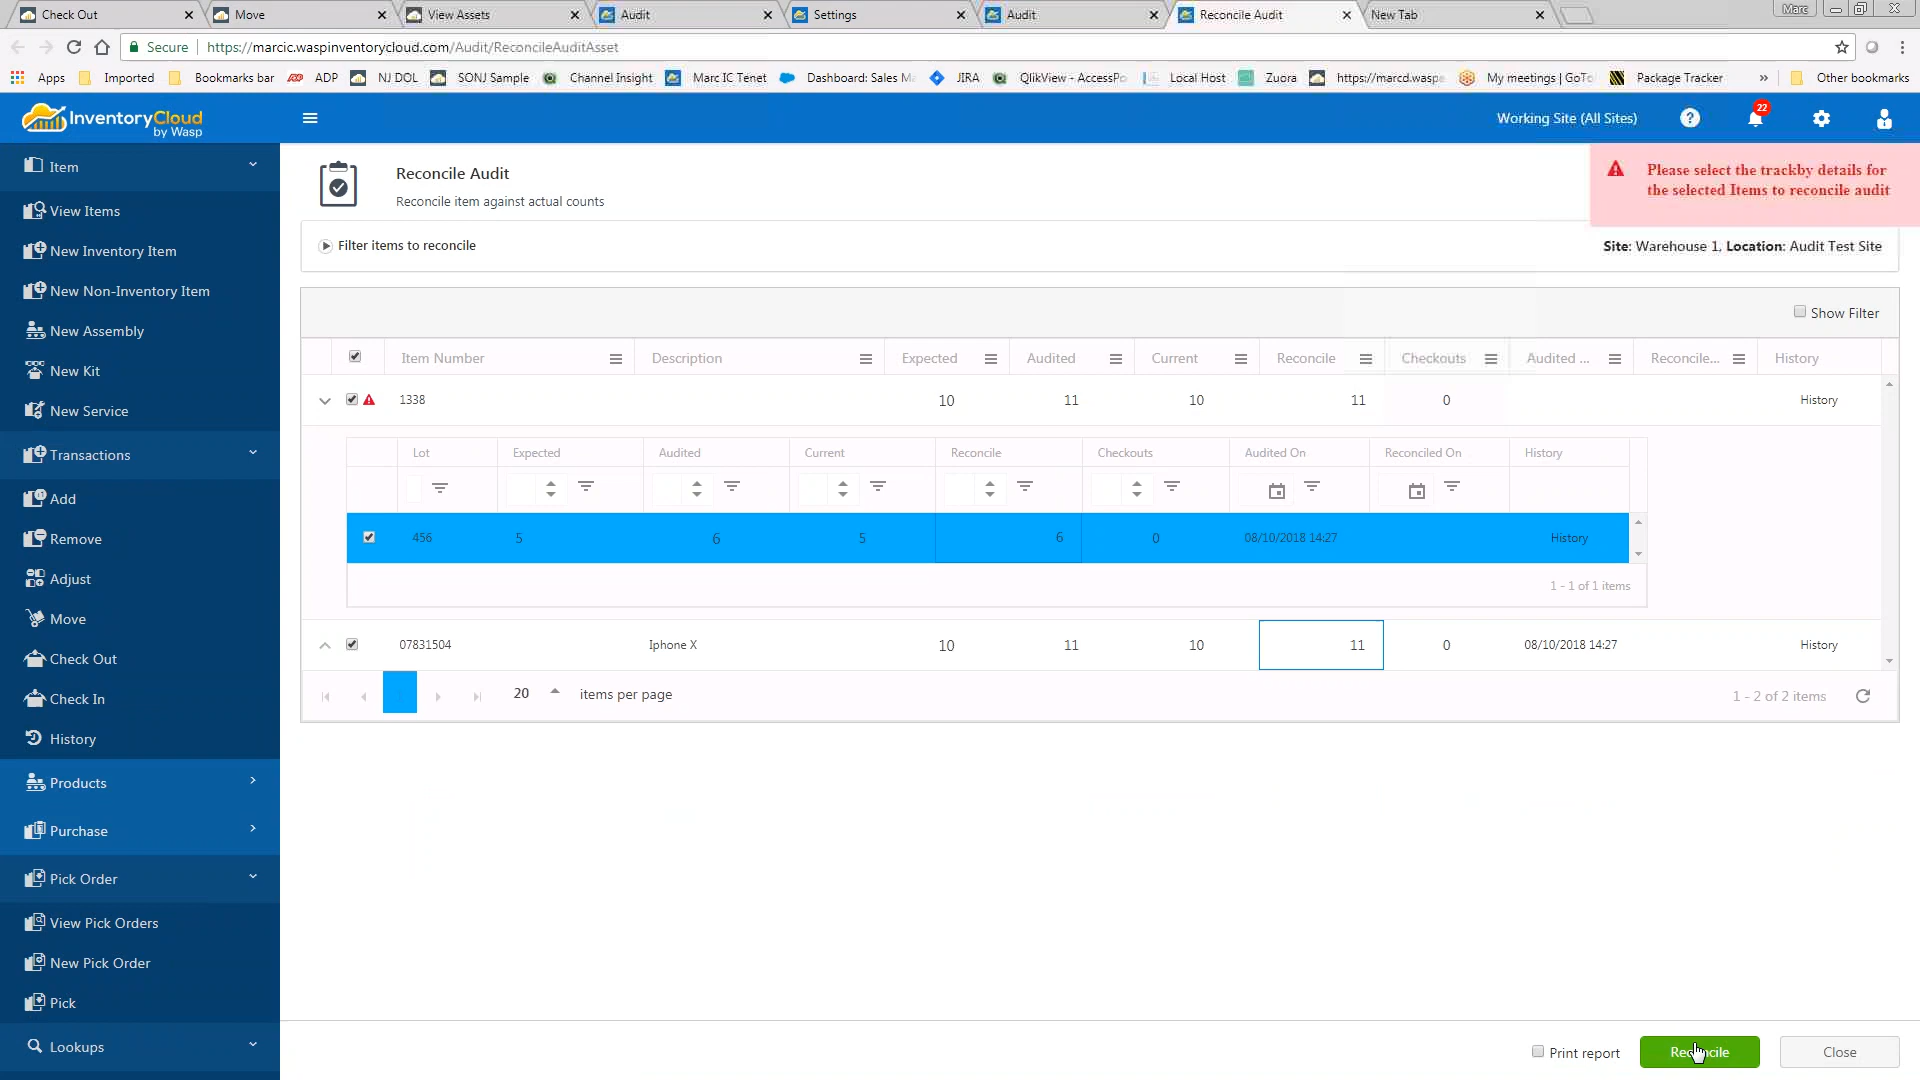 Check Out
Move
View Assets
Audit
Settings
Audit
Reconcile Audit
New Tab
Marc
Secure
https://marcic.waspinventorycloud.com/Audit/ReconcileAuditAsset
Apps
Imported
Bookmarks bar
ADP
NJ DOL
SONJ Sample
Channel Insight
Marc IC Tenet
Dashboard: Sales Ma
JIRA
QlikView - AccessPo
Local Host
Zuora
https://marcd.waspe
My meetings | GoTo
Package Tracker
»
Other bookmarks
InventoryCloud
by Wasp
Working Site (All Sites)
?
22
Item
View Items
New Inventory Item
New Non-Inventory Item
New Assembly
New Kit
New Service
Transactions
Add
Remove
Adjust
Move
Check Out
Check In
History
Products
Purchase
Pick Order
View Pick Orders
New Pick Order
Pick
Lookups
Reconcile Audit
Reconcile item against actual counts
Please select the trackby details for
the selected Items to reconcile audit
Filter items to reconcile
Site: Warehouse 1, Location: Audit Test Site
Show Filter
Item Number Description Expected Audited Current Reconcile Checkouts Audited ... Reconcile... History
1338 10 11 10 11 0 History
Lot Expected Audited Current Reconcile Checkouts Audited On Reconciled On History
456 5 6 5 6 0 08/10/2018 14:27 History
1 - 1 of 1 items
07831504 Iphone X 10 11 10 11 0 08/10/2018 14:27 History
20 items per page
1 - 2 of 2 items
Print report
Reconcile
Close